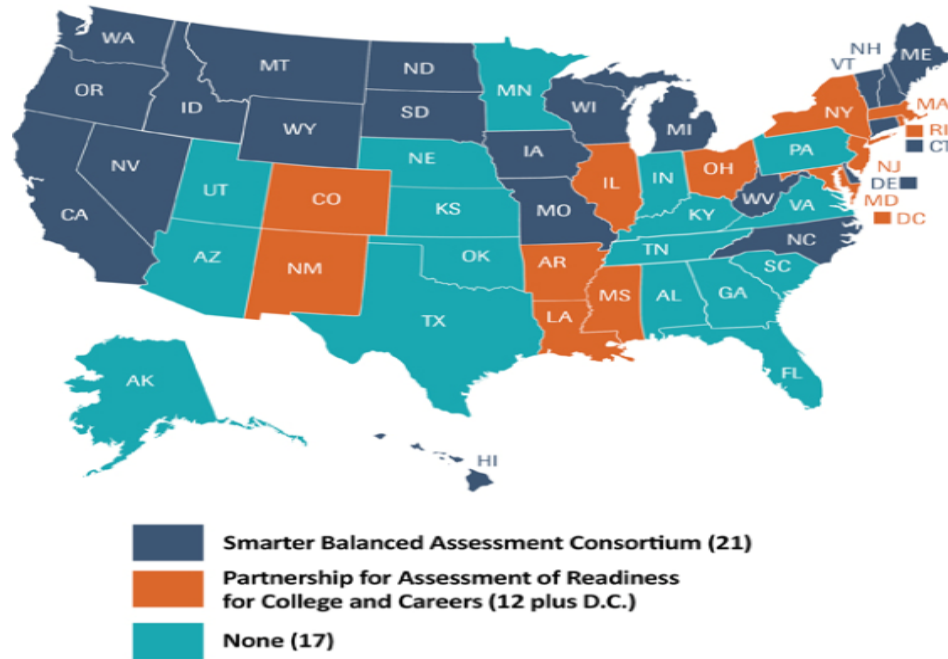 WA
MT
ND
MN
OR
ID
SD
WI
MI
NH
VT
ME
WY
NY
MA
RI
CT
NV
NE
IA
PA
NJ
DE
MD
DC
CA
UT
CO
KS
MO
IL
IN
OH
WV
VA
KY
NC
AZ
NM
OK
AR
TN
SC
TX
LA
MS
AL
GA
FL
AK
HI
Smarter Balanced Assessment Consortium (21)
Partnership for Assessment of Readiness
for College and Careers (12 plus D.C.)
None (17)